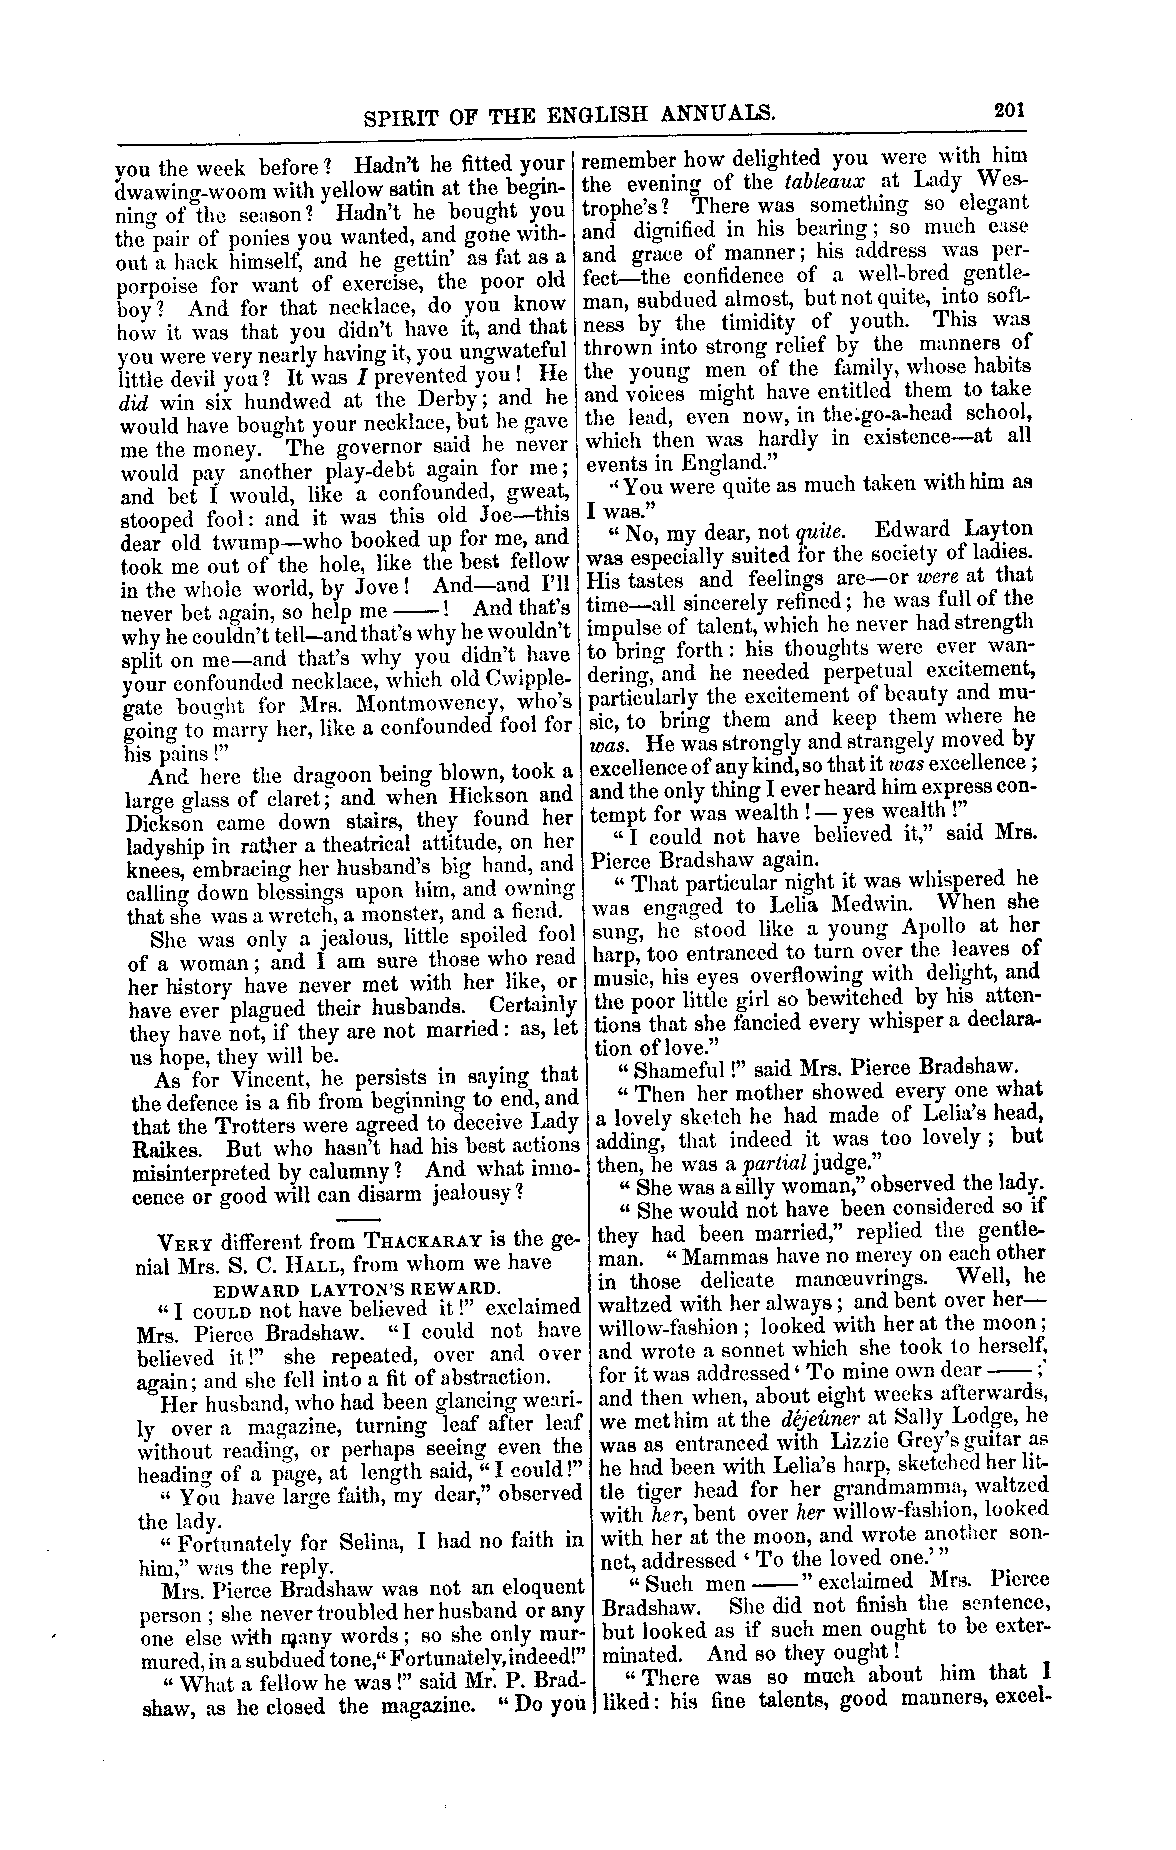 SPIRIT OF THE ENGLISH ANNUALS.
201
you the week before? Hadn't he fitted your
dwawing-woom with yellow satin at the begin-
ning of the season? Hadn't he bought you
the pair of ponies you wanted, and gone with-
out a hack himself, and he gettin' as fat as a
porpoise for want of exercise, the poor old
boy? And for that necklace, do you know
how it was that you didn't have it, and that
you were very nearly having it, you ungwateful
little devil you? It was I prevented you! He
did win six hundwed at the Derby; and he
would have bought your necklace, but he gave
me the money. The governor said he never
would pay another play-debt again for me;
and bet I would, like a confounded, gweat,
stooped fool: and it was this old Joe—this
dear old twump—who booked up for me, and
took me out of the hole, like the best fellow
in the whole world, by Jove! And—and I'll
never bet again, so help me ——! And that's
why he couldn't tell—and that's why he wouldn't
split on me—and that's why you didn't have
your confounded necklace, which old Cwipple-
gate bought for Mrs. Montmowency, who's
going to marry her, like a confounded fool for
his pains!"
And here the dragoon being blown, took a
large glass of claret; and when Hickson and
Dickson came down stairs, they found her
ladyship in rather a theatrical attitude, on her
knees, embracing her husband's big hand, and
calling down blessings upon him, and owning
that she was a wretch, a monster, and a fiend.
She was only a jealous, little spoiled fool
of a woman; and I am sure those who read
her history have never met with her like, or
have ever plagued their husbands. Certainly
they have not, if they are not married: as, let
us hope, they will be.
As for Vincent, he persists in saying that
the defence is a fib from beginning to end, and
that the Trotters were agreed to deceive Lady
Raikes. But who hasn't had his best actions
misinterpreted by calumny? And what inno-
cence or good will can disarm jealousy?
VERY different from THACKARAY is the ge-
nial Mrs. S. C. HALL, from whom we have
EDWARD LAYTON'S REWARD.
"I COULD not have believed it!" exclaimed
Mrs. Pierce Bradshaw. "I could not have
believed it!" she repeated, over and over
again; and she fell into a fit of abstraction.
Her husband, who had been glancing weari-
ly over a magazine, turning leaf after leaf
without reading, or perhaps seeing even the
heading of a page, at length said, "I could!"
"You have large faith, my dear," observed
the lady.
"Fortunately for Selina, I had no faith in
him," was the reply.
Mrs. Pierce Bradshaw was not an eloquent
person; she never troubled her husband or any
one else with many words; so she only mur-
mured, in a subdued tone, "Fortunately, indeed!"
"What a fellow he was!" said Mr. P. Brad-
shaw, as he closed the magazine. "Do you
remember how delighted you were with him
the evening of the tableaux at Lady Wes-
trophe's? There was something so elegant
and dignified in his bearing; so much ease
and grace of manner; his address was per-
fect—the confidence of a well-bred gentle-
man, subdued almost, but not quite, into soft-
ness by the timidity of youth. This was
thrown into strong relief by the manners of
the young men of the family, whose habits
and voices might have entitled them to take
the lead, even now, in the go-a-head school,
which then was hardly in existence—at all
events in England."
"You were quite as much taken with him as
I was."
"No, my dear, not quite. Edward Layton
was especially suited for the society of ladies.
His tastes and feelings are—or were at that
time—all sincerely refined; he was full of the
impulse of talent, which he never had strength
to bring forth: his thoughts were ever wan-
dering, and he needed perpetual excitement,
particularly the excitement of beauty and mu-
sic, to bring them and keep them where he
was. He was strongly and strangely moved by
excellence of any kind, so that it was excellence;
and the only thing I ever heard him express con-
tempt for was wealth!—yes wealth!"
"I could not have believed it," said Mrs.
Pierce Bradshaw again.
"That particular night it was whispered he
was engaged to Lelia Medwin. When she
sung, he stood like a young Apollo at her
harp, too entranced to turn over the leaves of
music, his eyes overflowing with delight, and
the poor little girl so bewitched by his atten-
tions that she fancied every whisper a declara-
tion of love."
"Shameful!" said Mrs. Pierce Bradshaw.
"Then her mother showed every one what
a lovely sketch he had made of Lelia's head,
adding, that indeed it was too lovely; but
then, he was a partial judge."
"She was a silly woman," observed the lady.
"She would not have been considered so if
they had been married," replied the gentle-
man. "Mammas have no mercy on each other
in those delicate manœuvrings. Well, he
waltzed with her always; and bent over her—
willow-fashion; looked with her at the moon;
and wrote a sonnet which she took to herself,
for it was addressed 'To mine own dear ——;'
and then when, about eight weeks afterwards,
we met him at the déjeûner at Sally Lodge, he
was as entranced with Lizzie Grey's guitar as
he had been with Lelia's harp, sketched her lit-
tle tiger head for her grandmamma, waltzed
with her, bent over her willow-fashion, looked
with her at the moon, and wrote another son-
net, addressed 'To the loved one.'"
"Such men ——" exclaimed Mrs. Pierce
Bradshaw. She did not finish the sentence,
but looked as if such men ought to be exter-
minated. And so they ought!
"There was so much about him that I
liked: his fine talents, good manners, excel-